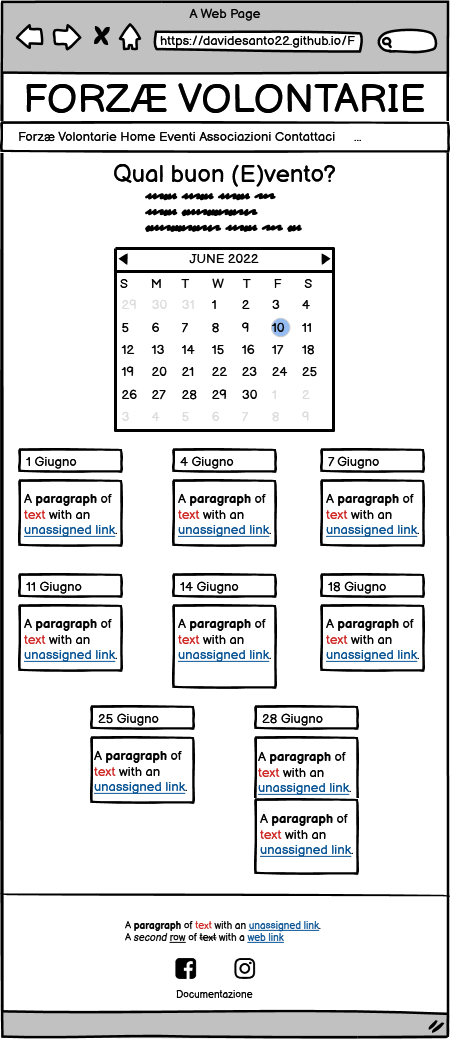 A Web Page
https://davidesanto22.github.io/F
FORZÆ VOLONTARIE
Forzæ Volontarie Home Eventi Associazioni Contattaci ...
Qual buon (E)vento?
JUNE 2022
S M T W T F S
29 30 31 1 2 3 4
5 6 7 8 9 10 11
12 13 14 15 16 17 18
19 20 21 22 23 24 25
26 27 28 29 30 1 2
3 4 5 6 7 8 9
1 Giugno
A paragraph of
text with an
unassigned link.
4 Giugno
A paragraph of
text with an
unassigned link.
7 Giugno
A paragraph of
text with an
unassigned link.
11 Giugno
A paragraph of
text with an
unassigned link.
14 Giugno
A paragraph of
text with an
unassigned link.
18 Giugno
A paragraph of
text with an
unassigned link.
25 Giugno
A paragraph of
text with an
unassigned link.
28 Giugno
A paragraph of
text with an
unassigned link.
A paragraph of
text with an
unassigned link.
A paragraph of text with an unassigned link.
A second row of text with a web link
Documentazione